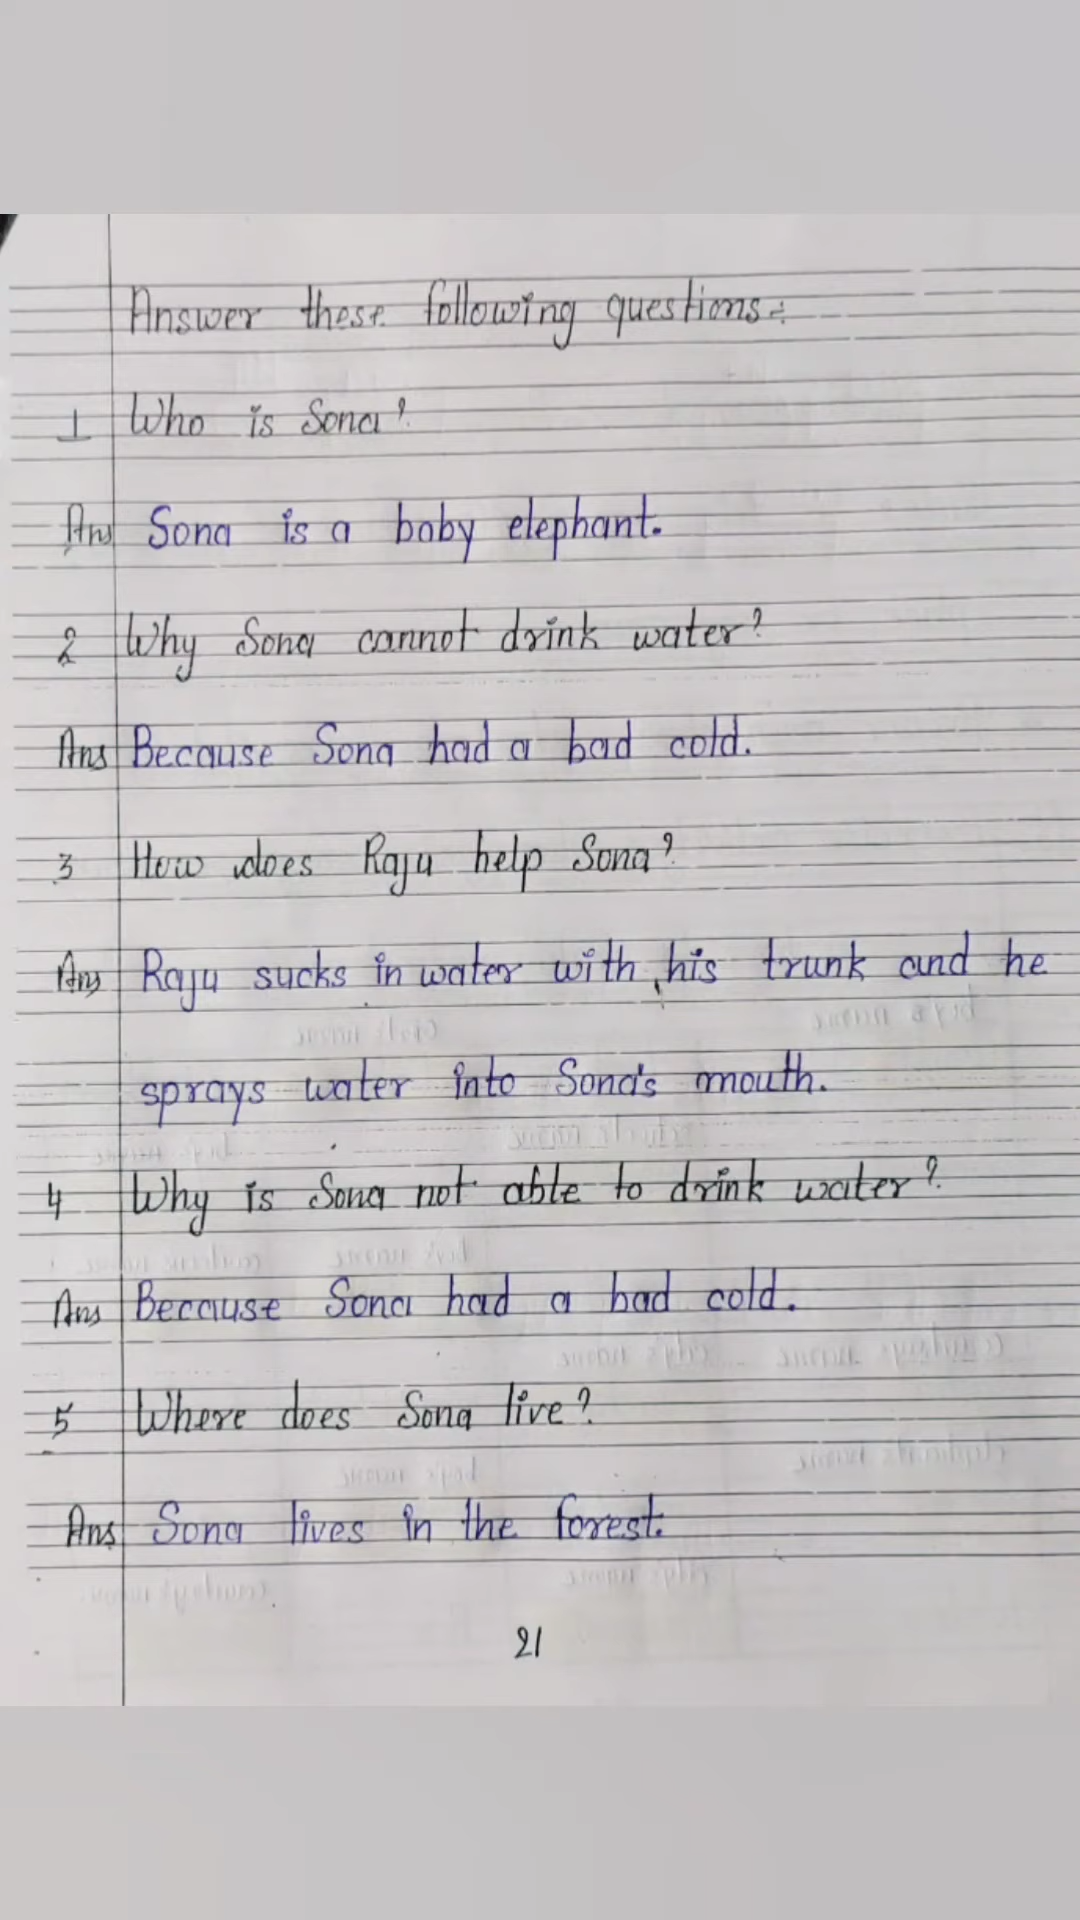 Answer these following questions:-
1 Who is Sona?
Ans Sona is a baby elephant.
2 Why Sona cannot drink water?
Ans Because Sona had a bad cold.
3 How does Raju help Sona?
Ans Raju sucks in water with his trunk and he
sprays water into Sona's mouth.
4 Why is Sona not able to drink water?
Ans Because Sona had a bad cold.
5 Where does Sona live?
Ans Sona lives in the forest.
21